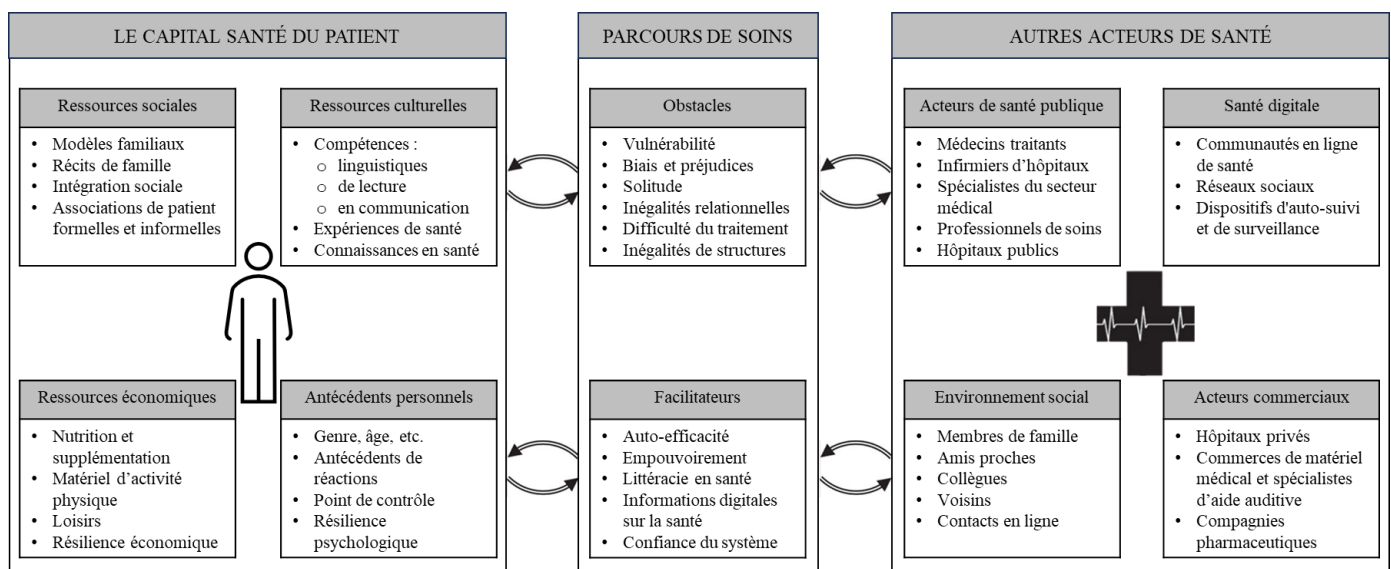 LE CAPITAL SANTÉ DU PATIENT
Ressources sociales
• Modèles familiaux
• Récits de famille
• Intégration sociale
• Associations de patient
formelles et informelles
Ressources culturelles
• Compétences :
o linguistiques
o de lecture
o en communication
• Expériences de santé
• Connaissances en santé
Ressources économiques
• Nutrition et
supplémentation
• Matériel d’activité
physique
• Loisirs
• Résilience économique
Antécédents personnels
• Genre, âge, etc.
• Antécédents de
réactions
• Point de contrôle
• Résilience
psychologique
PARCOURS DE SOINS
Obstacles
• Vulnérabilité
• Biais et préjudices
• Solitude
• Inégalités relationnelles
• Difficulté du traitement
• Inégalités de structures
Facilitateurs
• Auto-efficacité
• Empouvoirement
• Littéracie en santé
• Informations digitales
sur la santé
• Confiance du système
AUTRES ACTEURS DE SANTÉ
Acteurs de santé publique
• Médecins traitants
• Infirmiers d’hôpitaux
• Spécialistes du secteur
médical
• Professionnels de soins
• Hôpitaux publics
Santé digitale
• Communautés en ligne
de santé
• Réseaux sociaux
• Dispositifs d'auto-suivi
et de surveillance
Environnement social
• Membres de famille
• Amis proches
• Collègues
• Voisins
• Contacts en ligne
Acteurs commerciaux
• Hôpitaux privés
• Commerces de matériel
médical et spécialistes
d’aide auditive
• Compagnies
pharmaceutiques